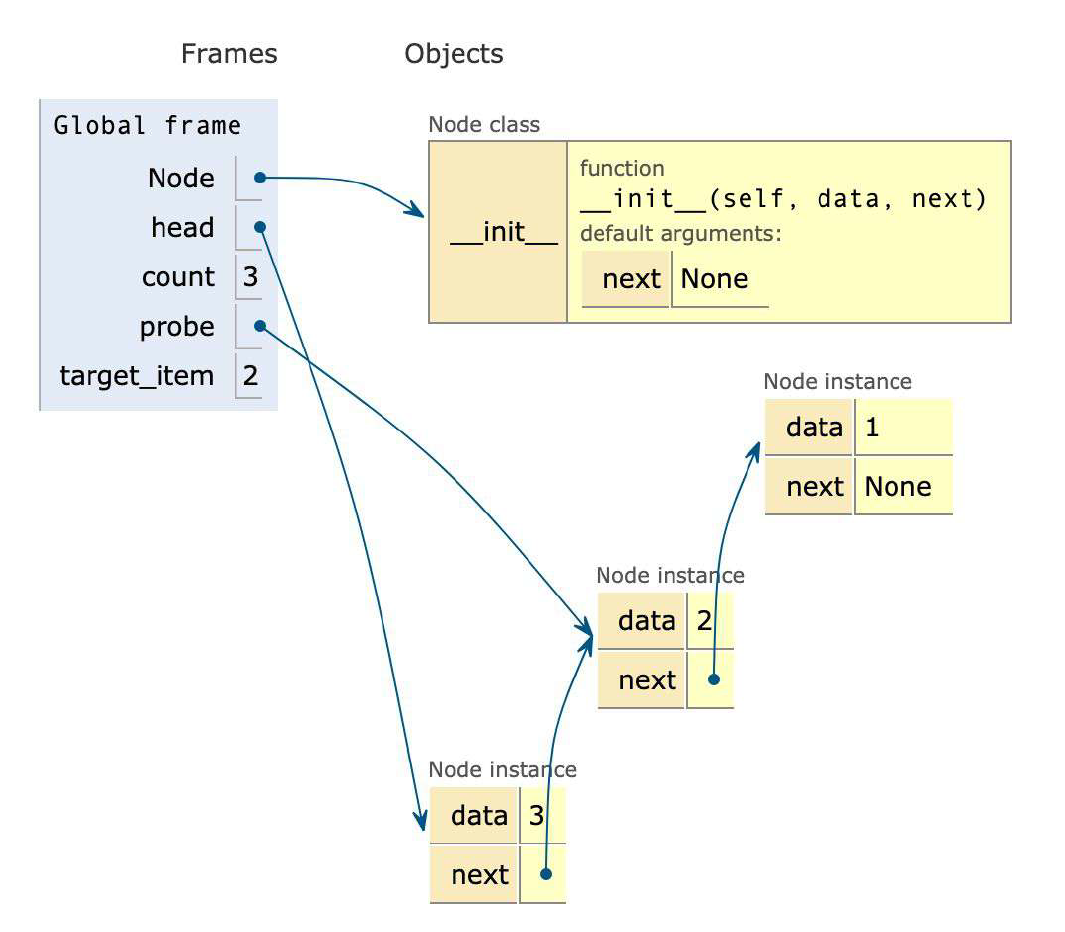 Frames Objects
Global frame
Node
head
count 3
probe
target_item 2
Node class
__init__
function
__init__(self, data, next)
default arguments:
next None
Node instance
data 1
next None
Node instance
data 2
next
Node instance
data 3
next